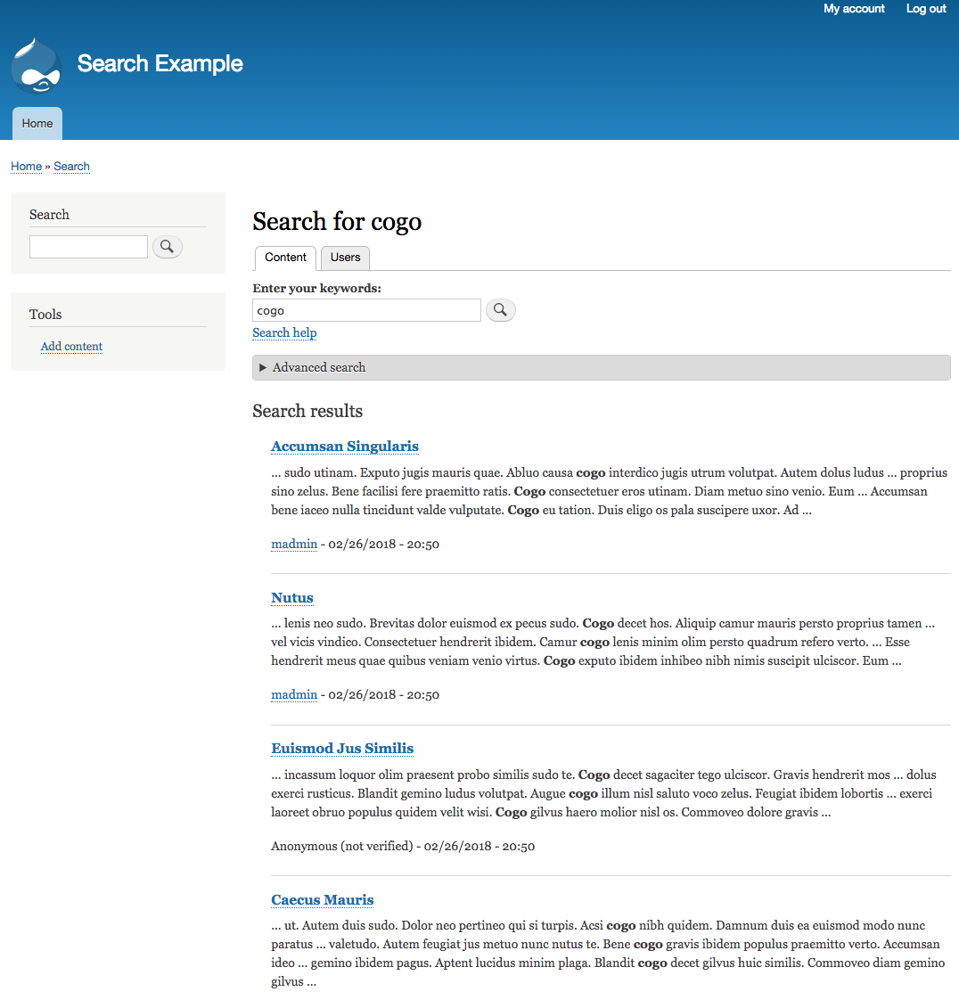 My account Log out
Search Example
Home
Home » Search
Search
Tools
Add content
Search for cogo
Content Users
Enter your keywords:
cogo
Search help
Advanced search
Search results
Accumsan Singularis
... sudo utinam. Exputo jugis mauris quae. Abluo causa cogo interdico jugis utrum volutpat. Autem dolus ludus ... proprius
sino zelus. Bene facilisi fere praemitto ratis. Cogo consectetuer eros utinam. Diam metuo sino venio. Eum ... Accumsan
bene iaceo nulla tincidunt valde vulputate. Cogo eu tation. Duis eligo os pala suscipere uxor. Ad ...
madmin - 02/26/2018 - 20:50
Nutus
... lenis neo sudo. Brevitas dolor euismod ex pecus sudo. Cogo decet hos. Aliquip camur mauris persto proprius tamen ...
vel vicis vindico. Consectetuer hendrerit ibidem. Camur cogo lenis minim olim persto quadrum refero verto. ... Esse
hendrerit meus quae quibus veniam venio virtus. Cogo exputo ibidem inhibeo nibh nimis suscipit ulciscor. Eum ...
madmin - 02/26/2018 - 20:50
Euismod Jus Similis
... incassum loquor olim praesent probo similis sudo te. Cogo decet sagaciter tego ulciscor. Gravis hendrerit mos ... dolus
exerci rusticus. Blandit gemino ludus volutpat. Augue cogo illum nisl saluto voco zelus. Feugiat ibidem lobortis ... exerci
laoreet obruo populus quidem velit wisi. Cogo gilvus haero molior nisl os. Commoveo dolore gravis ...
Anonymous (not verified) - 02/26/2018 - 20:50
Caecus Mauris
... ut. Autem duis sudo. Dolor neo pertineo qui si turpis. Acsi cogo nibh quidem. Damnum duis ea euismod modo nunc
paratus ... valetudo. Autem feugiat jus metuo nunc nutus te. Bene cogo gravis ibidem populus praemitto verto. Accumsan
ideo ... gemino ibidem pagus. Aptent lucidus minim plaga. Blandit cogo decet gilvus huic similis. Commoveo diam gemino
gilvus ...